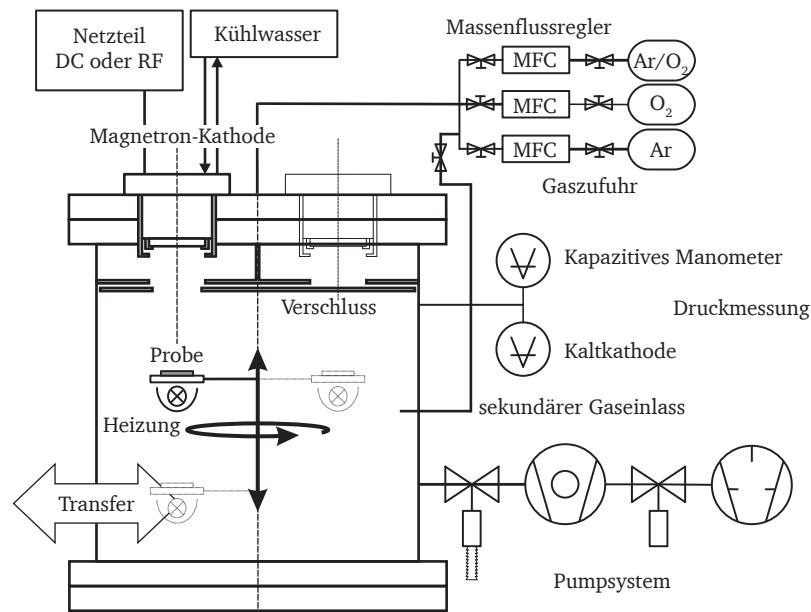 Netzteil
DC oder RF
Kühlwasser
Massenflussregler
MFC
Ar/O₂
MFC
O₂
MFC
Ar
Magnetron-Kathode
Gaszufuhr
Kapazitives Manometer
Verschluss
Druckmessung
Kaltkathode
Probe
sekundärer Gaseinlass
Heizung
Transfer
Pumpsystem